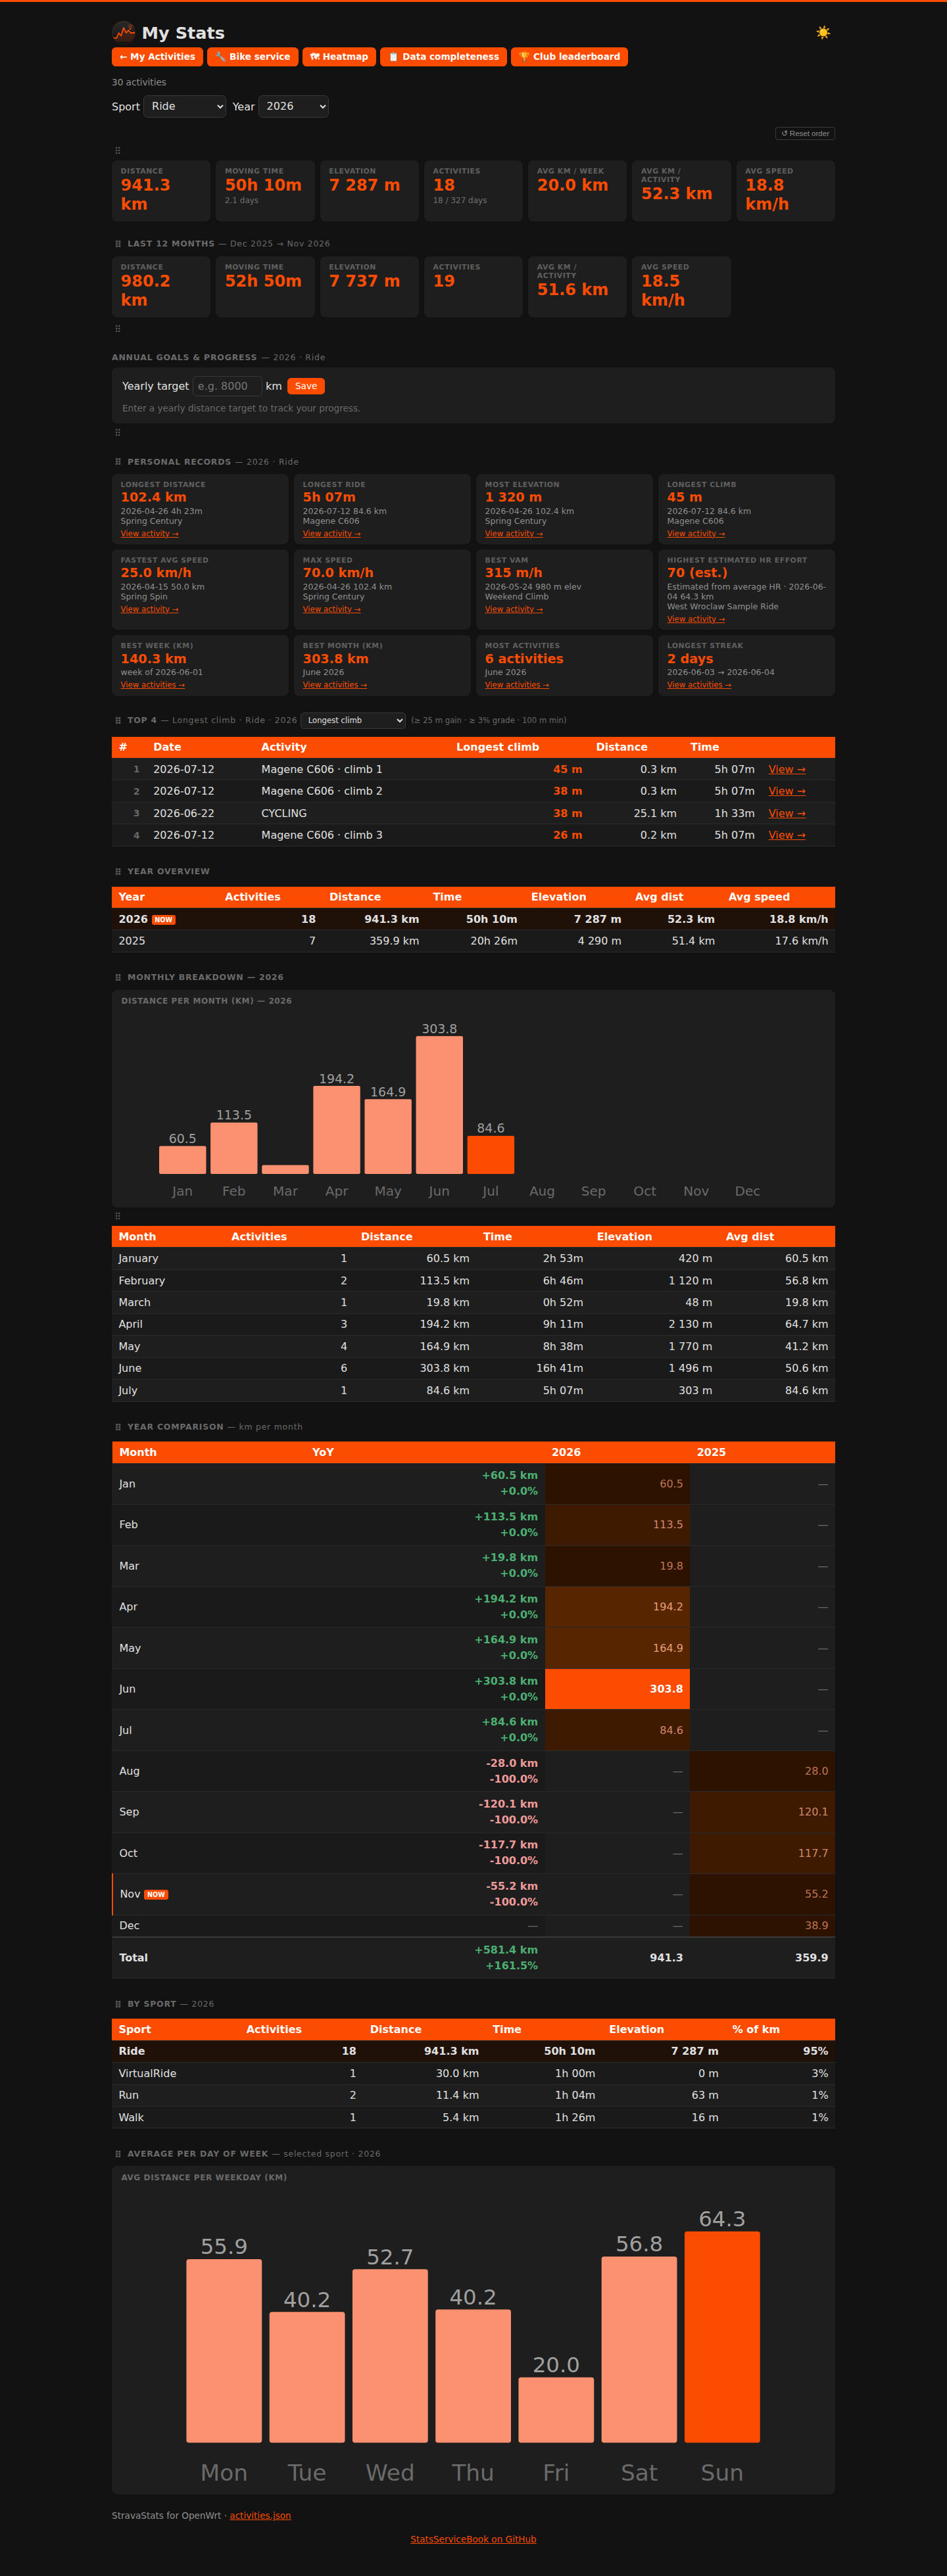 My Stats
← My Activities
🔧 Bike service
🗺 Heatmap
📋 Data completeness
🏆 Club leaderboard
30 activities
Sport Ride Year 2026
↺ Reset order
DISTANCE
941.3 km
MOVING TIME
50h 10m
2.1 days
ELEVATION
7 287 m
ACTIVITIES
18
18 / 327 days
AVG KM / WEEK
20.0 km
AVG KM / ACTIVITY
52.3 km
AVG SPEED
18.8 km/h
LAST 12 MONTHS — Dec 2025 → Nov 2026
DISTANCE
980.2 km
MOVING TIME
52h 50m
ELEVATION
7 737 m
ACTIVITIES
19
AVG KM / ACTIVITY
51.6 km
AVG SPEED
18.5 km/h
ANNUAL GOALS & PROGRESS — 2026 · Ride
Yearly target e.g. 8000 km Save
Enter a yearly distance target to track your progress.
PERSONAL RECORDS — 2026 · Ride
LONGEST DISTANCE
102.4 km
2026-04-26 4h 23m
Spring Century
View activity →
LONGEST RIDE
5h 07m
2026-07-12 84.6 km
Magene C606
View activity →
MOST ELEVATION
1 320 m
2026-04-26 102.4 km
Spring Century
View activity →
LONGEST CLIMB
45 m
2026-07-12 84.6 km
Magene C606
View activity →
FASTEST AVG SPEED
25.0 km/h
2026-04-15 50.0 km
Spring Spin
View activity →
MAX SPEED
70.0 km/h
2026-04-26 102.4 km
Spring Century
View activity →
BEST VAM
315 m/h
2026-05-24 980 m elev
Weekend Climb
View activity →
HIGHEST ESTIMATED HR EFFORT
70 (est.)
Estimated from average HR · 2026-06-04 64.3 km
West Wroclaw Sample Ride
View activity →
BEST WEEK (KM)
140.3 km
week of 2026-06-01
View activities →
BEST MONTH (KM)
303.8 km
June 2026
View activities →
MOST ACTIVITIES
6 activities
June 2026
View activities →
LONGEST STREAK
2 days
2026-06-03 → 2026-06-04
View activities →
TOP 4 — Longest climb · Ride · 2026 Longest climb (≥ 25 m gain · ≥ 3% grade · 100 m min)
# Date Activity Longest climb Distance Time
1 2026-07-12 Magene C606 · climb 1 45 m 0.3 km 5h 07m View →
2 2026-07-12 Magene C606 · climb 2 38 m 0.3 km 5h 07m View →
3 2026-06-22 CYCLING 38 m 25.1 km 1h 33m View →
4 2026-07-12 Magene C606 · climb 3 26 m 0.2 km 5h 07m View →
YEAR OVERVIEW
Year Activities Distance Time Elevation Avg dist Avg speed
2026 NOW 18 941.3 km 50h 10m 7 287 m 52.3 km 18.8 km/h
2025 7 359.9 km 20h 26m 4 290 m 51.4 km 17.6 km/h
MONTHLY BREAKDOWN — 2026
DISTANCE PER MONTH (KM) — 2026
60.5 113.5 194.2 164.9 303.8 84.6
Jan Feb Mar Apr May Jun Jul Aug Sep Oct Nov Dec
Month Activities Distance Time Elevation Avg dist
January 1 60.5 km 2h 53m 420 m 60.5 km
February 2 113.5 km 6h 46m 1 120 m 56.8 km
March 1 19.8 km 0h 52m 48 m 19.8 km
April 3 194.2 km 9h 11m 2 130 m 64.7 km
May 4 164.9 km 8h 38m 1 770 m 41.2 km
June 6 303.8 km 16h 41m 1 496 m 50.6 km
July 1 84.6 km 5h 07m 303 m 84.6 km
YEAR COMPARISON — km per month
Month YoY 2026 2025
Jan +60.5 km +0.0% 60.5 —
Feb +113.5 km +0.0% 113.5 —
Mar +19.8 km +0.0% 19.8 —
Apr +194.2 km +0.0% 194.2 —
May +164.9 km +0.0% 164.9 —
Jun +303.8 km +0.0% 303.8 —
Jul +84.6 km +0.0% 84.6 —
Aug -28.0 km -100.0% — 28.0
Sep -120.1 km -100.0% — 120.1
Oct -117.7 km -100.0% — 117.7
Nov NOW -55.2 km -100.0% — 55.2
Dec — — 38.9
Total +581.4 km +161.5% 941.3 359.9
BY SPORT — 2026
Sport Activities Distance Time Elevation % of km
Ride 18 941.3 km 50h 10m 7 287 m 95%
VirtualRide 1 30.0 km 1h 00m 0 m 3%
Run 2 11.4 km 1h 04m 63 m 1%
Walk 1 5.4 km 1h 26m 16 m 1%
AVERAGE PER DAY OF WEEK — selected sport · 2026
AVG DISTANCE PER WEEKDAY (KM)
55.9 40.2 52.7 40.2 20.0 56.8 64.3
Mon Tue Wed Thu Fri Sat Sun
StravaStats for OpenWrt · activities.json
StatsServiceBook on GitHub